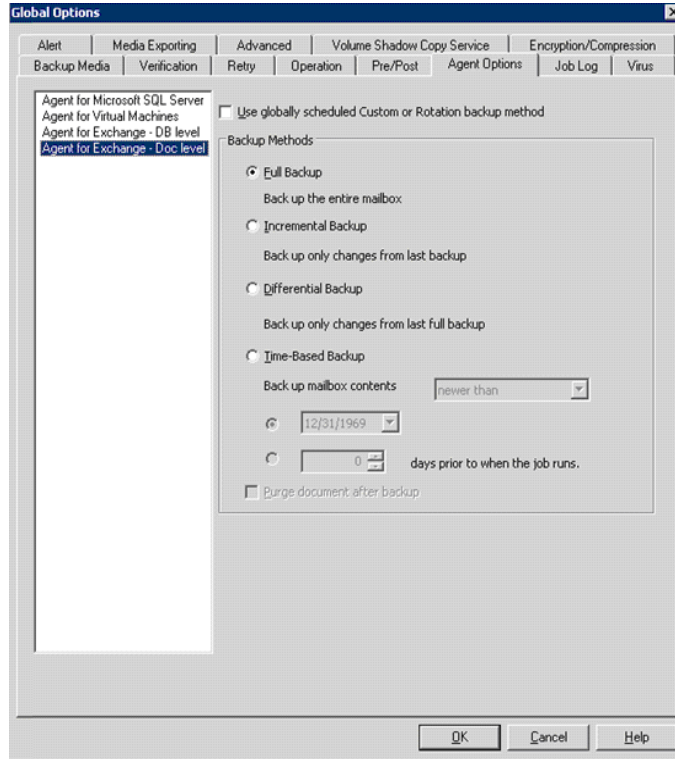 Global Options
Alert
Media Exporting
Advanced
Volume Shadow Copy Service
Encryption/Compression
Backup Media
Verification
Retry
Operation
Pre/Post
Agent Options
Job Log
Virus
Agent for Microsoft SQL Server
Agent for Virtual Machines
Agent for Exchange - DB level
Agent for Exchange - Doc level
Use globally scheduled Custom or Rotation backup method
Backup Methods
Full Backup
Back up the entire mailbox
Incremental Backup
Back up only changes from last backup
Differential Backup
Back up only changes from last full backup
Time-Based Backup
Back up mailbox contents newer than
12/31/1969
0 days prior to when the job runs.
Purge document after backup
OK
Cancel
Help